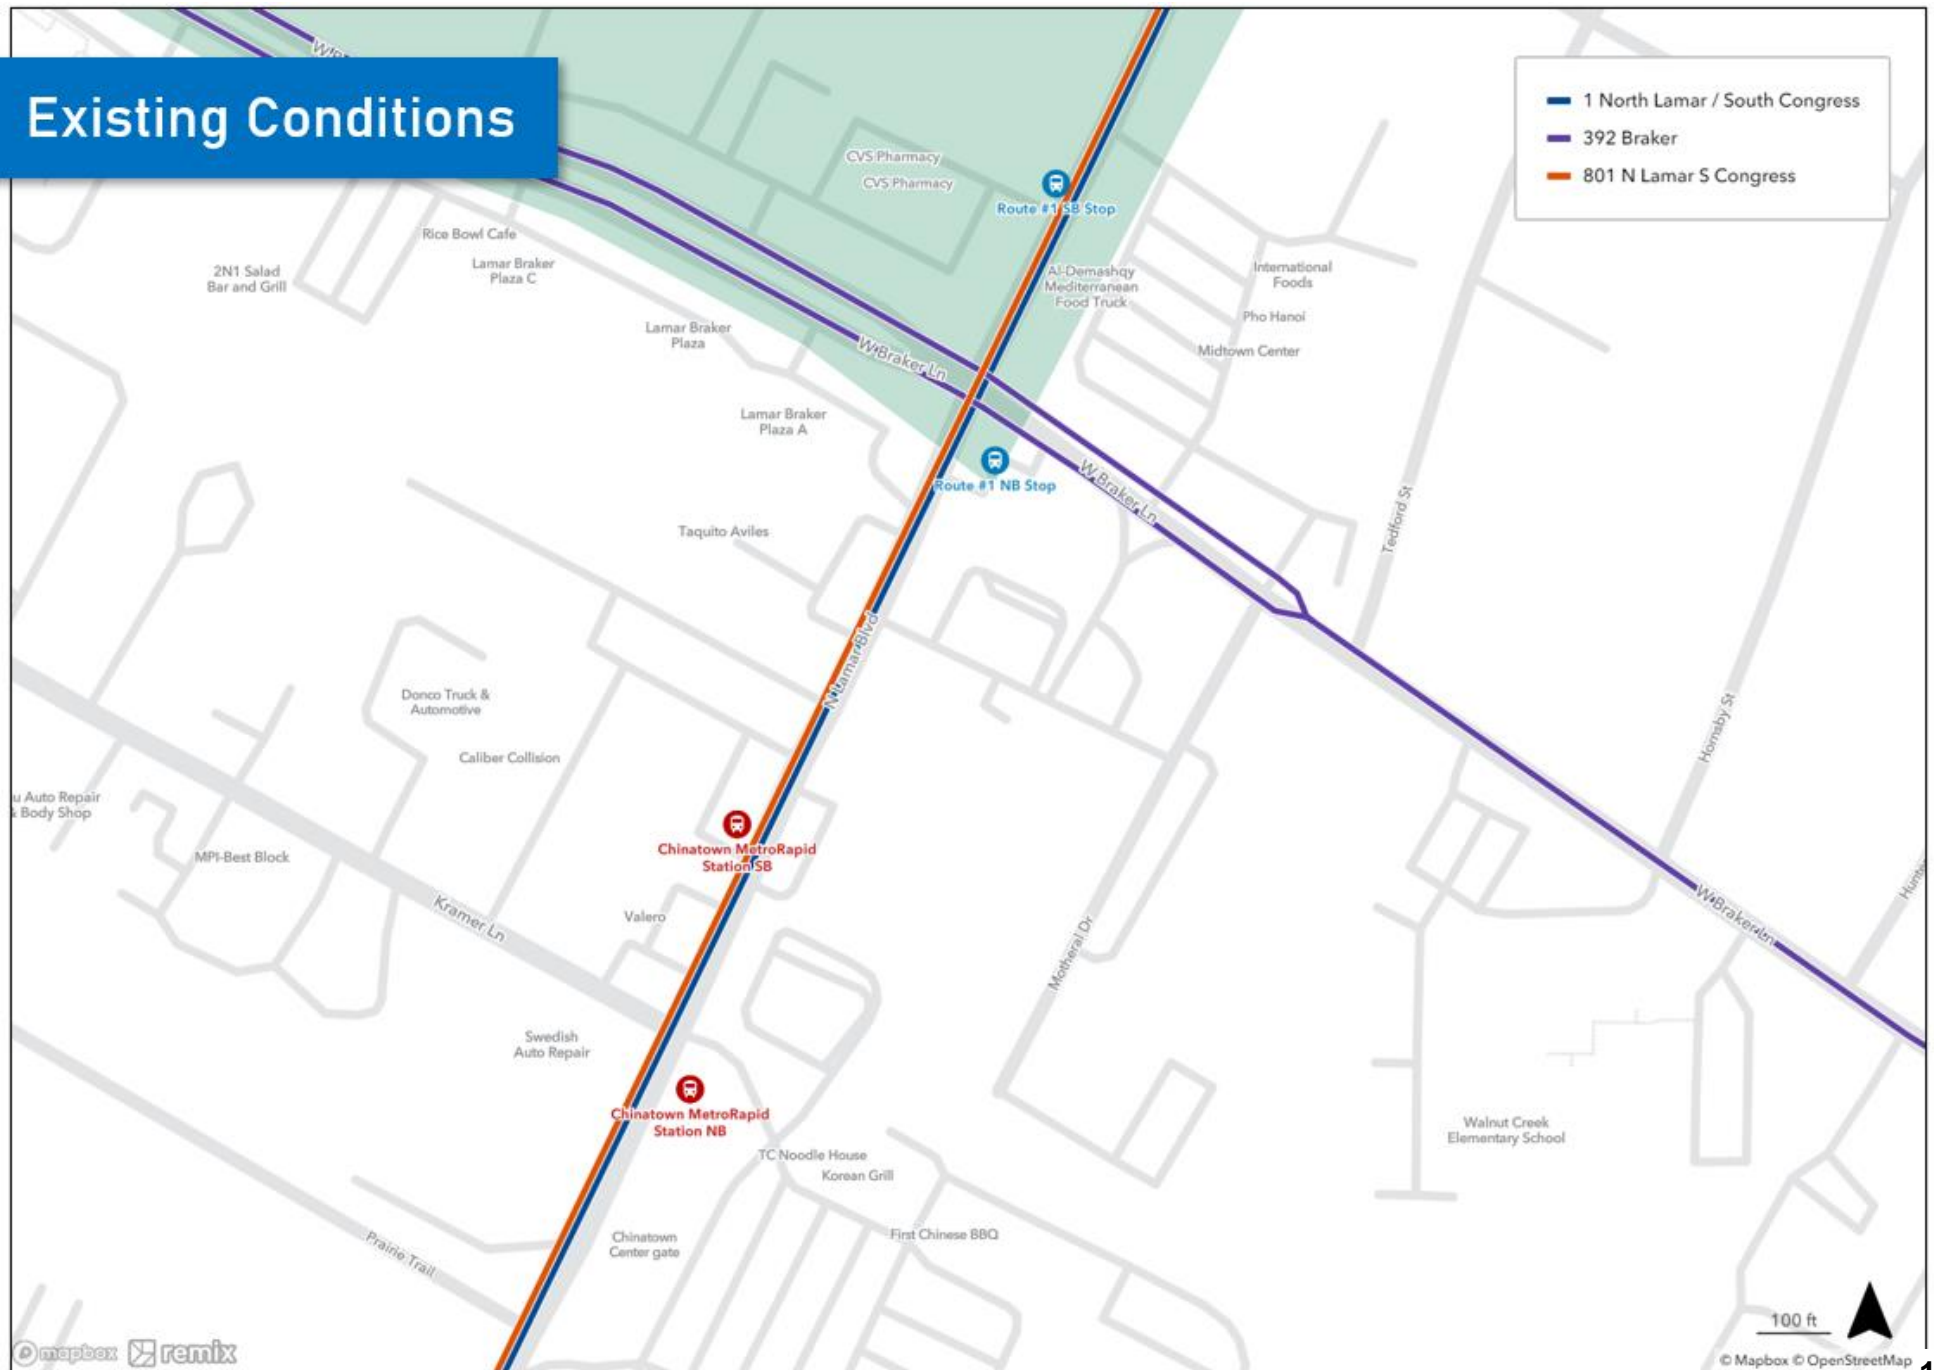 Existing Conditions
1 North Lamar / South Congress
392 Braker
801 N Lamar S Congress
CVS Pharmacy
CVS Pharmacy
Route #1 SB Stop
Rice Bowl Cafe
Lamar Braker
Plaza C
2N1 Salad
Bar and Grill
Al-Demashqy
Mediterranean
Food Truck
International
Foods
Pho Hanoi
Midtown Center
Lamar Braker
Plaza
W Braker Ln
Lamar Braker
Plaza A
Route #1 NB Stop
W Braker Ln
Tedford St
Taquito Aviles
N Lamar Blvd
Donco Truck &
Automotive
Caliber Collision
Hornsby St
u Auto Repair
& Body Shop
MPI-Best Block
Chinatown MetroRapid
Station SB
Kramer Ln
Valero
Motheral Dr
W Braker Ln
Swedish
Auto Repair
Chinatown MetroRapid
Station NB
TC Noodle House
Korean Grill
Walnut Creek
Elementary School
First Chinese BBQ
Chinatown
Center gate
Prairie Trail
100 ft
mapbox remix
© Mapbox © OpenStreetMap